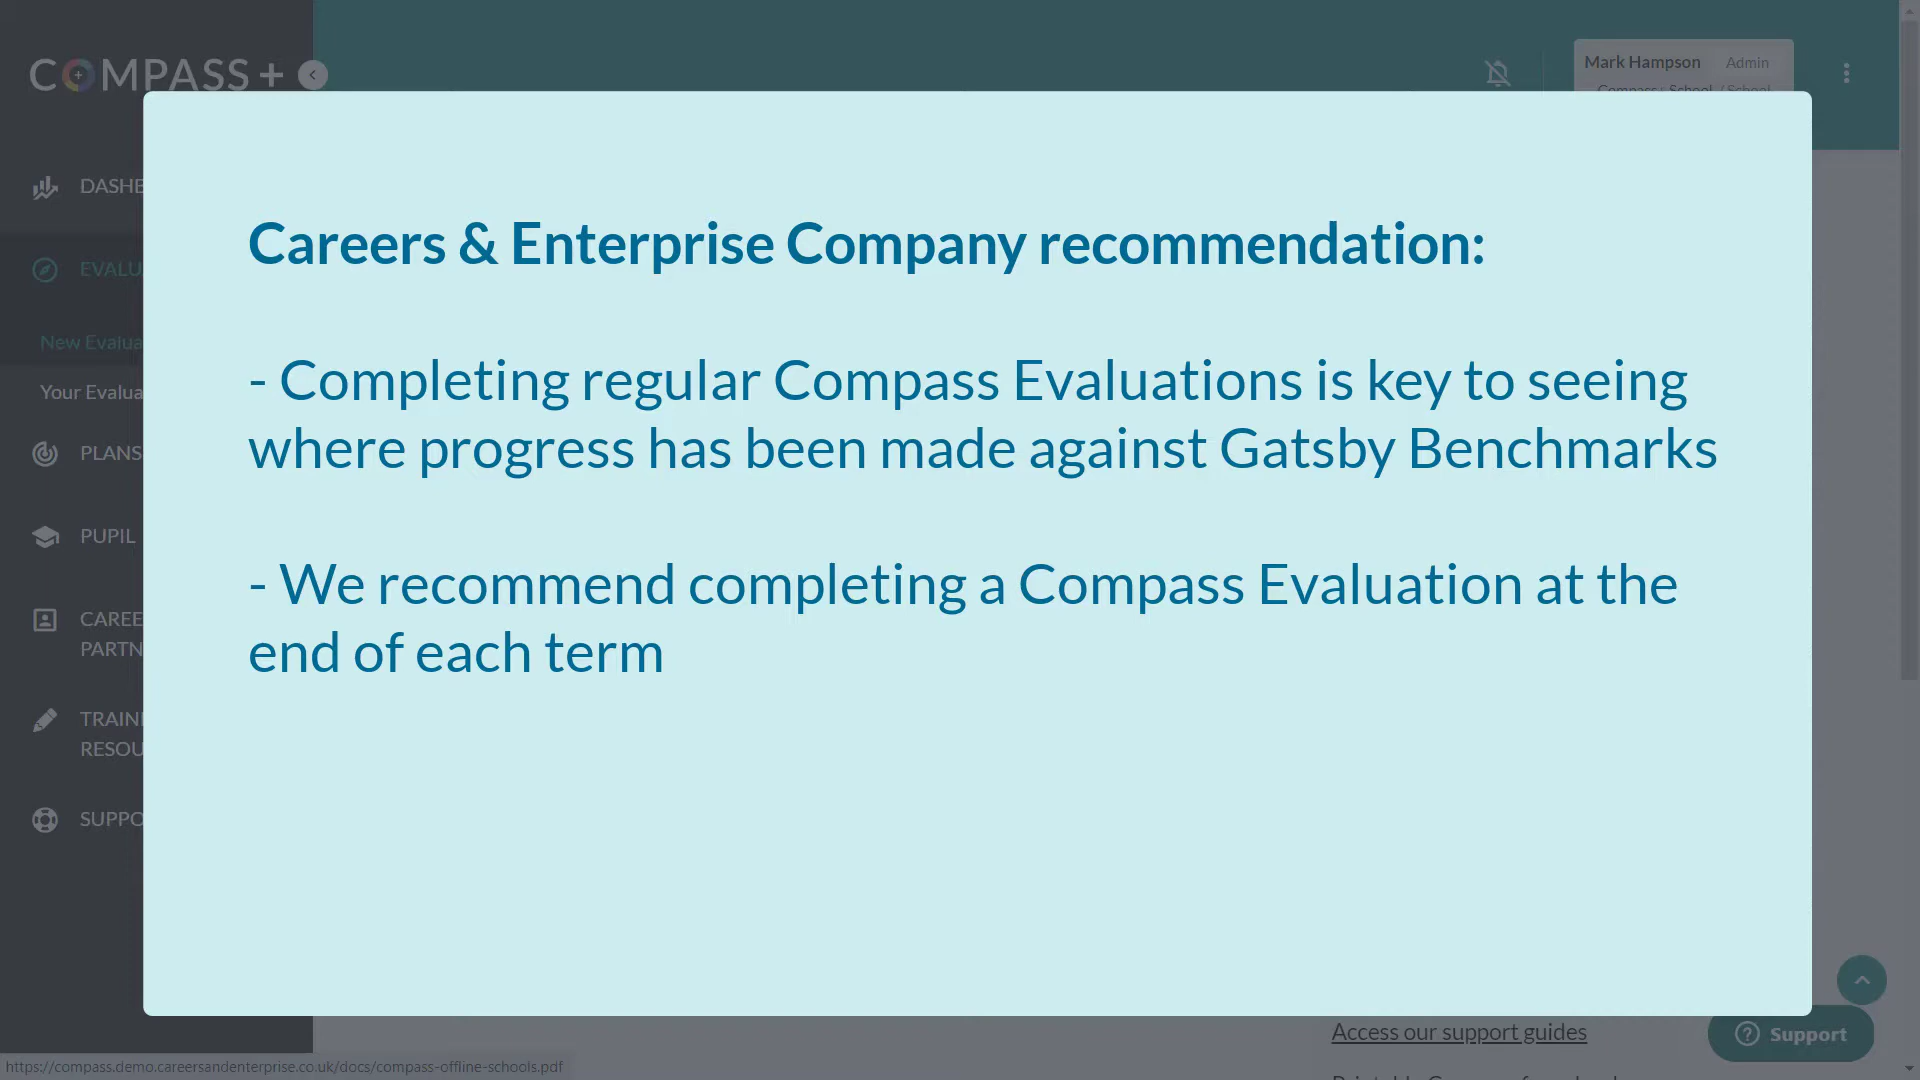 COMPASS +
Mark Hampson Admin
Compass+ School / School
DASHB
EVALU
New Evalua
Your Evalua
PLANS
PUPIL
CAREE
PARTN
TRAINI
RESOU
SUPPO
Careers & Enterprise Company recommendation:
- Completing regular Compass Evaluations is key to seeing
where progress has been made against Gatsby Benchmarks
- We recommend completing a Compass Evaluation at the
end of each term
Access our support guides
Support
https://compass.demo.careersandenterprise.co.uk/docs/compass-offline-schools.pdf